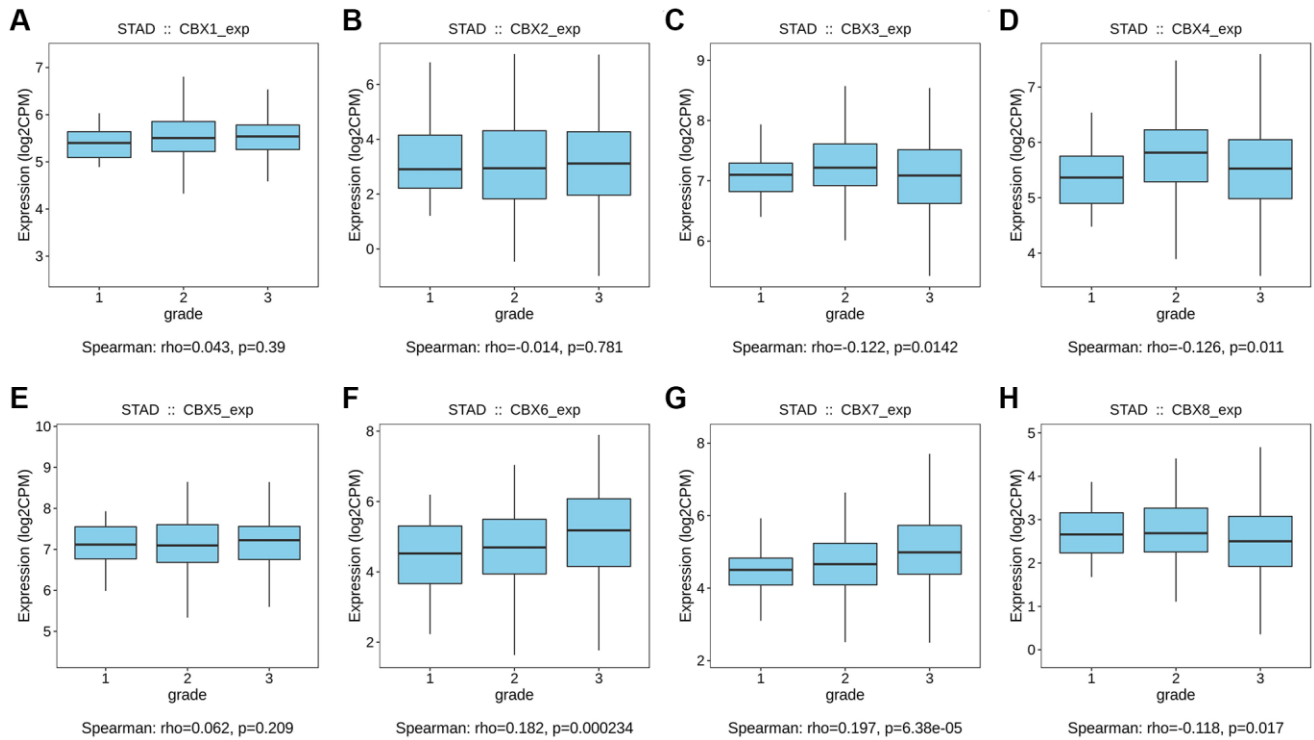 A
STAD :: CBX1_exp
Expression (log2CPM)
7
6
5
4
3
1 2 3
grade
Spearman: rho=0.043, p=0.39
B
STAD :: CBX2_exp
Expression (log2CPM)
6
4
2
0
1 2 3
grade
Spearman: rho=-0.014, p=0.781
C
STAD :: CBX3_exp
Expression (log2CPM)
9
8
7
6
1 2 3
grade
Spearman: rho=-0.122, p=0.0142
D
STAD :: CBX4_exp
Expression (log2CPM)
7
6
5
4
1 2 3
grade
Spearman: rho=-0.126, p=0.011
E
STAD :: CBX5_exp
Expression (log2CPM)
10
9
8
7
6
5
1 2 3
grade
Spearman: rho=0.062, p=0.209
F
STAD :: CBX6_exp
Expression (log2CPM)
8
6
4
2
1 2 3
grade
Spearman: rho=0.182, p=0.000234
G
STAD :: CBX7_exp
Expression (log2CPM)
8
6
4
2
1 2 3
grade
Spearman: rho=0.197, p=6.38e-05
H
STAD :: CBX8_exp
Expression (log2CPM)
5
4
3
2
1
0
1 2 3
grade
Spearman: rho=-0.118, p=0.017